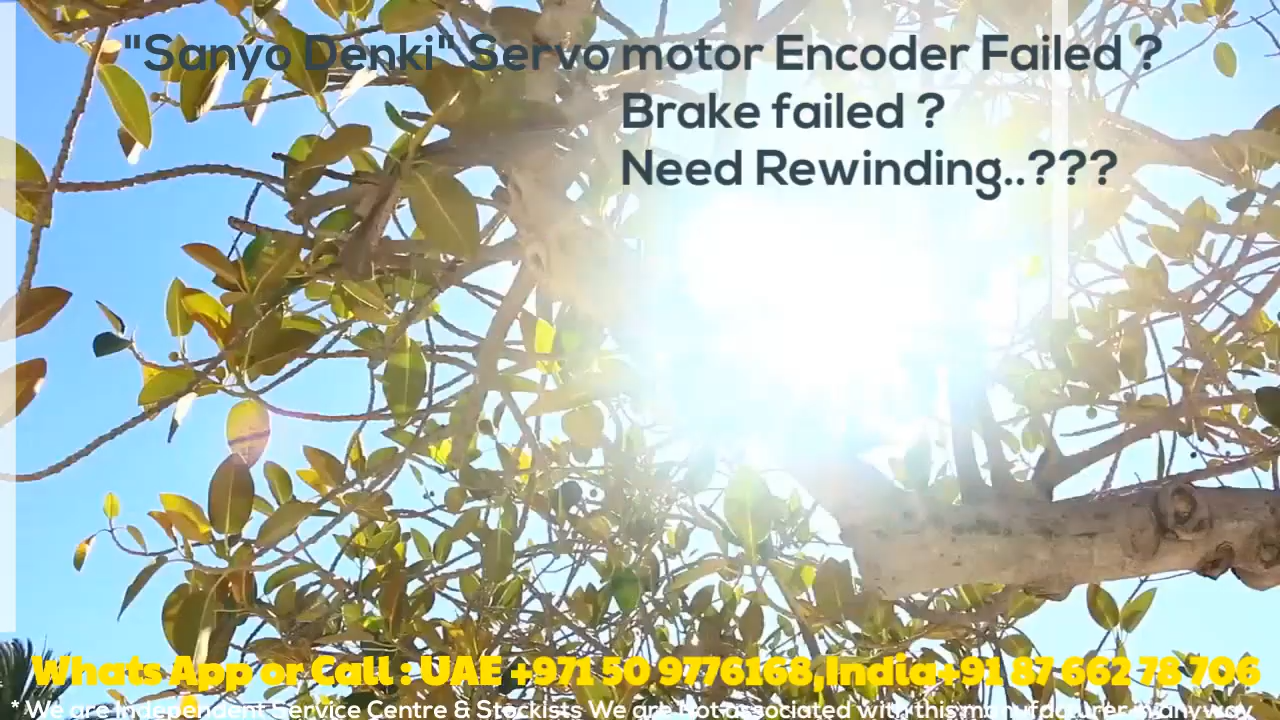 "Sanyo Denki" Servo motor Encoder Failed ?
Brake failed ?
Need Rewinding..???
Whats App or Call : UAE +971 50 9776168,India+91 87 662 78 706
* We are Independent Service Centre & Stockists We are Not associated with this manufacturer in anyway